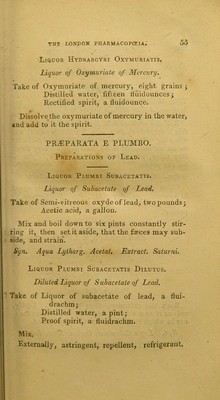 THE LONDON PHARMACOPŒIA. 55
LIQUOR HYDRARGYRI OXYMURIATIS.
Liquor of Oxymuriate of Mercury.
Take of Oxymuriate of mercury, eight grains;
Distilled water, fifteen fluidounces;
Rectified spirit, a fluidounce.
Dissolve the oxymuriate of mercury in the water,
and add to it the spirit.
PRÆPARATA E PLUMBO.
PREPARATIONS OF LEAD.
LIQUOR PLUMBI SUBACETATIS.
Liquor of Subacetate of Lead.
Take of Semi-vitreous oxyde of lead, two pounds;
Acetic acid, a gallon.
Mix and boil down to six pints constantly stir-
ring it, then set it aside, that the fæces may sub-
side, and strain.
Syn. Aqua Lytharg. Acetat. Extract. Saturni.
LIQUOR PLUMBI SUBACETATIS DILUTUS.
Diluted Liquor of Subacetate of Lead.
Take of Liquor of subacetate of lead, a flui-
drachm;
Distilled water, a pint;
Proof spirit, a fluidrachm.
Mix.
Externally, astringent, repellent, refrigerant.